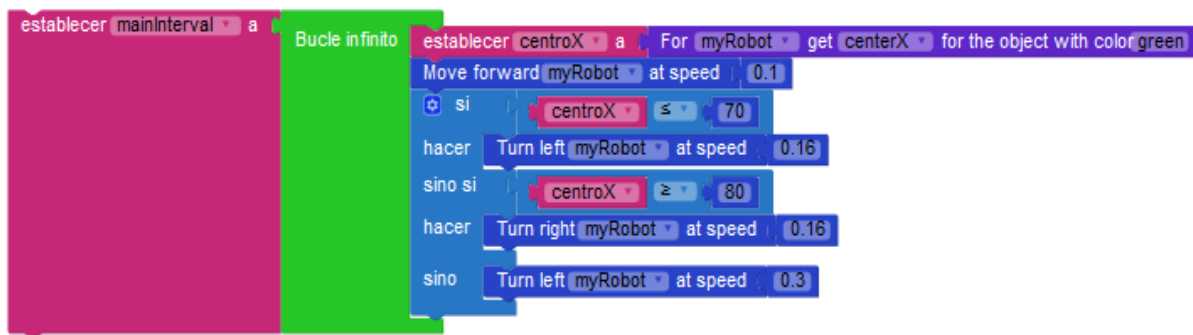 establecer mainInterval a
Bucle infinito
establecer centroX a For myRobot get centerX for the object with color green
Move forward myRobot at speed 0.1
si centroX ≤ 70
hacer Turn left myRobot at speed 0.16
sino si centroX ≥ 80
hacer Turn right myRobot at speed 0.16
sino Turn left myRobot at speed 0.3